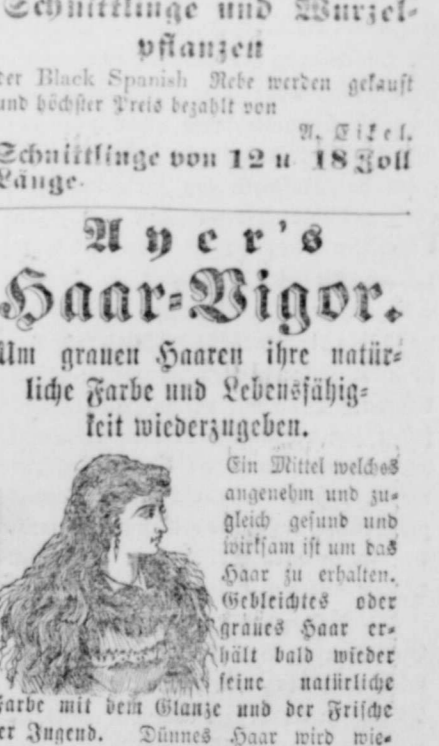 Schnittlinge und Wurzel-
pflanzen
der Black Spanish Rebe werden gekauft
und höchster Preis bezahlt von
A. Eikel.
Schnittlinge von 12 u 18 Zoll
Länge.
Ayer's
Haar-Vigor.
Um grauen Haaren ihre natür-
liche Farbe und Lebensfähig-
keit wiederzugeben.
Ein Mittel welches
angenehm und zu-
gleich gesund und
wirksam ist um das
Haar zu erhalten.
Gebleichtes oder
graues Haar er-
hält bald wieder
seine natürliche
Farbe mit dem Glanze und der Frische
der Jugend. Dünnes Haar wird wie-